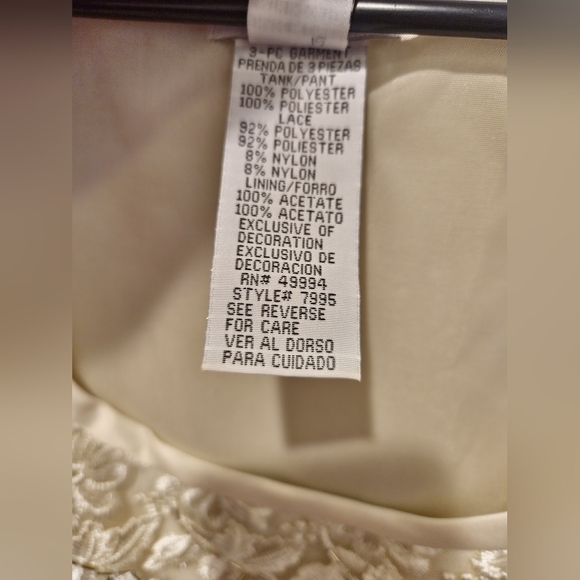 3-PC GARMENT
PRENDA DE 3 PIEZAS
TANK/PANT
100% POLYESTER
100% POLIESTER
LACE
92% POLYESTER
92% POLIESTER
8% NYLON
8% NYLON
LINING/FORRO
100% ACETATE
100% ACETATO
EXCLUSIVE OF
DECORATION
EXCLUSIVO DE
DECORACION
RN# 49994
STYLE# 7995
SEE REVERSE
FOR CARE
VER AL DORSO
PARA CUIDADO